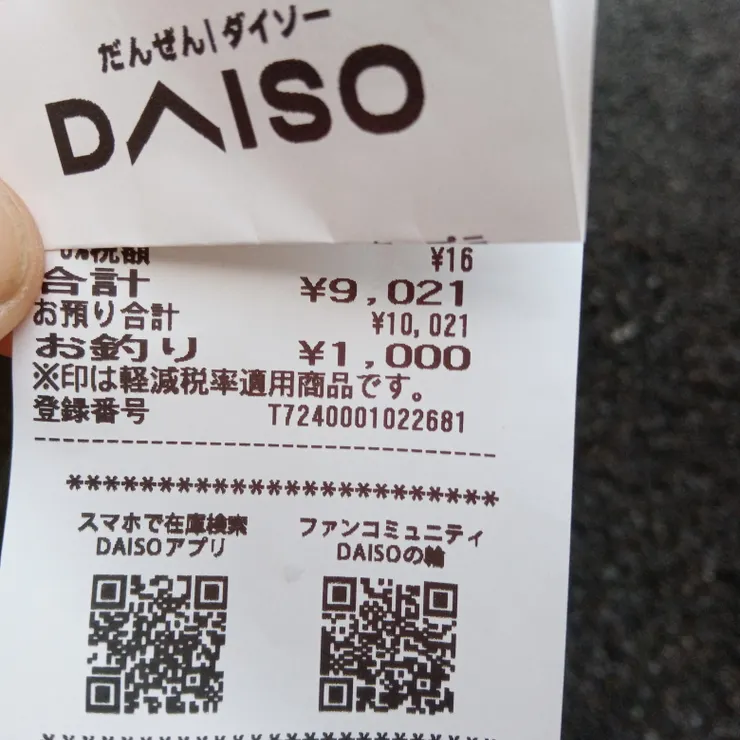 だんぜん!ダイソー
DAISO
税額 ¥16
合計 ¥9,021
お預り合計 ¥10,021
お釣り ¥1,000
※印は軽減税率適用商品です。
登録番号 T7240001022681
--------------------------------
************************
スマホで在庫検索
DAISOアプリ
ファンコミュニティ
DAISOの輪